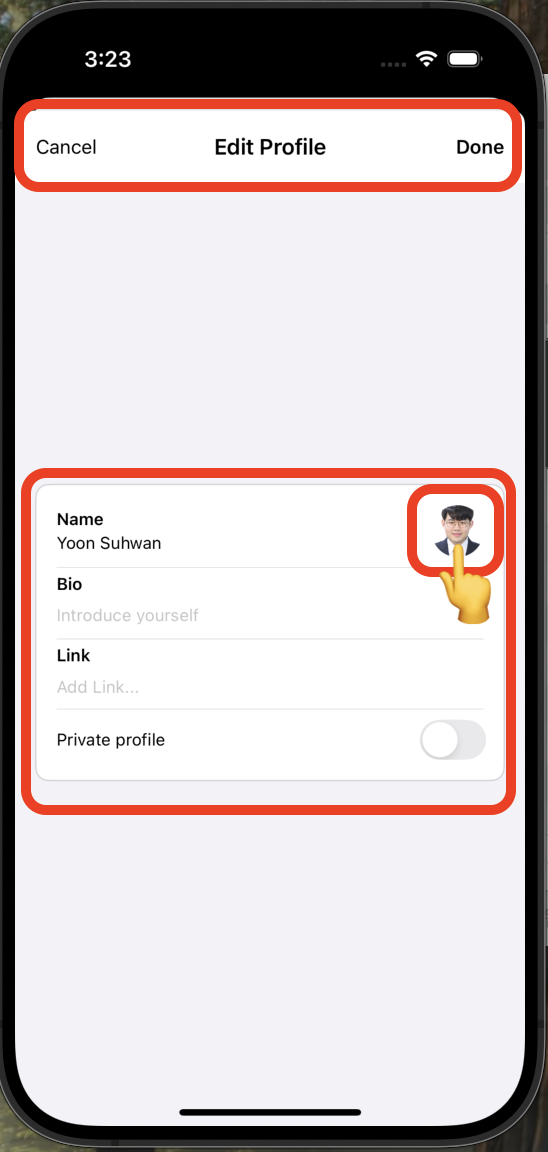 3:23
Cancel Edit Profile Done
Name
Yoon Suhwan
Bio
Introduce yourself
Link
Add Link...
Private profile